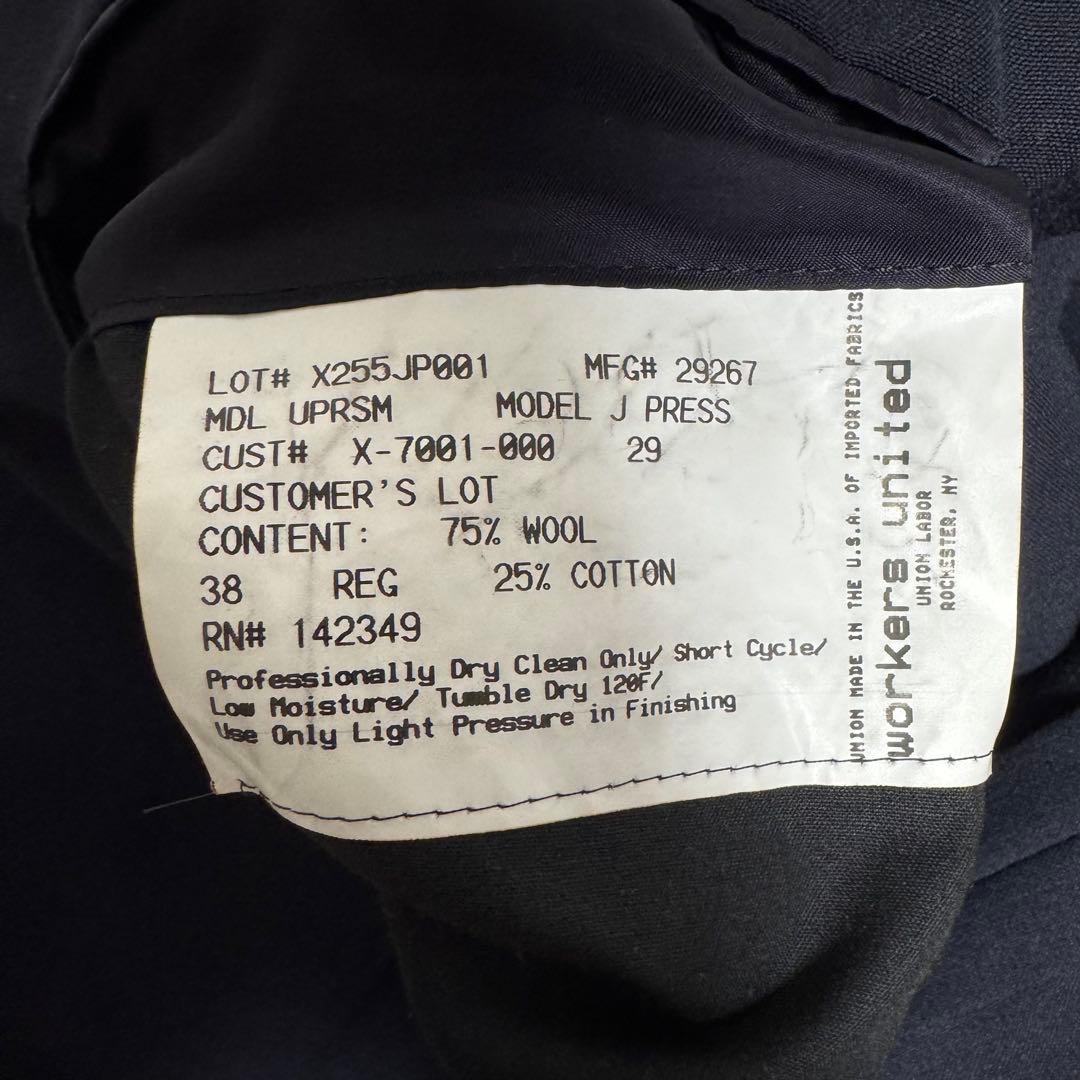 LOT# X255JP001 MFG# 29267
MDL UPRSM MODEL J PRESS
CUST# X-7001-000 29
CUSTOMER'S LOT
CONTENT: 75% WOOL
38 REG 25% COTTON
RN# 142349
Professionally Dry Clean Only/ Short Cycle/
Low Moisture/ Tumble Dry 120F/
Use Only Light Pressure in Finishing
UNION MADE IN THE U.S.A. OF IMPORTED FABRICS
workers united
UNION LABOR
ROCHESTER, NY